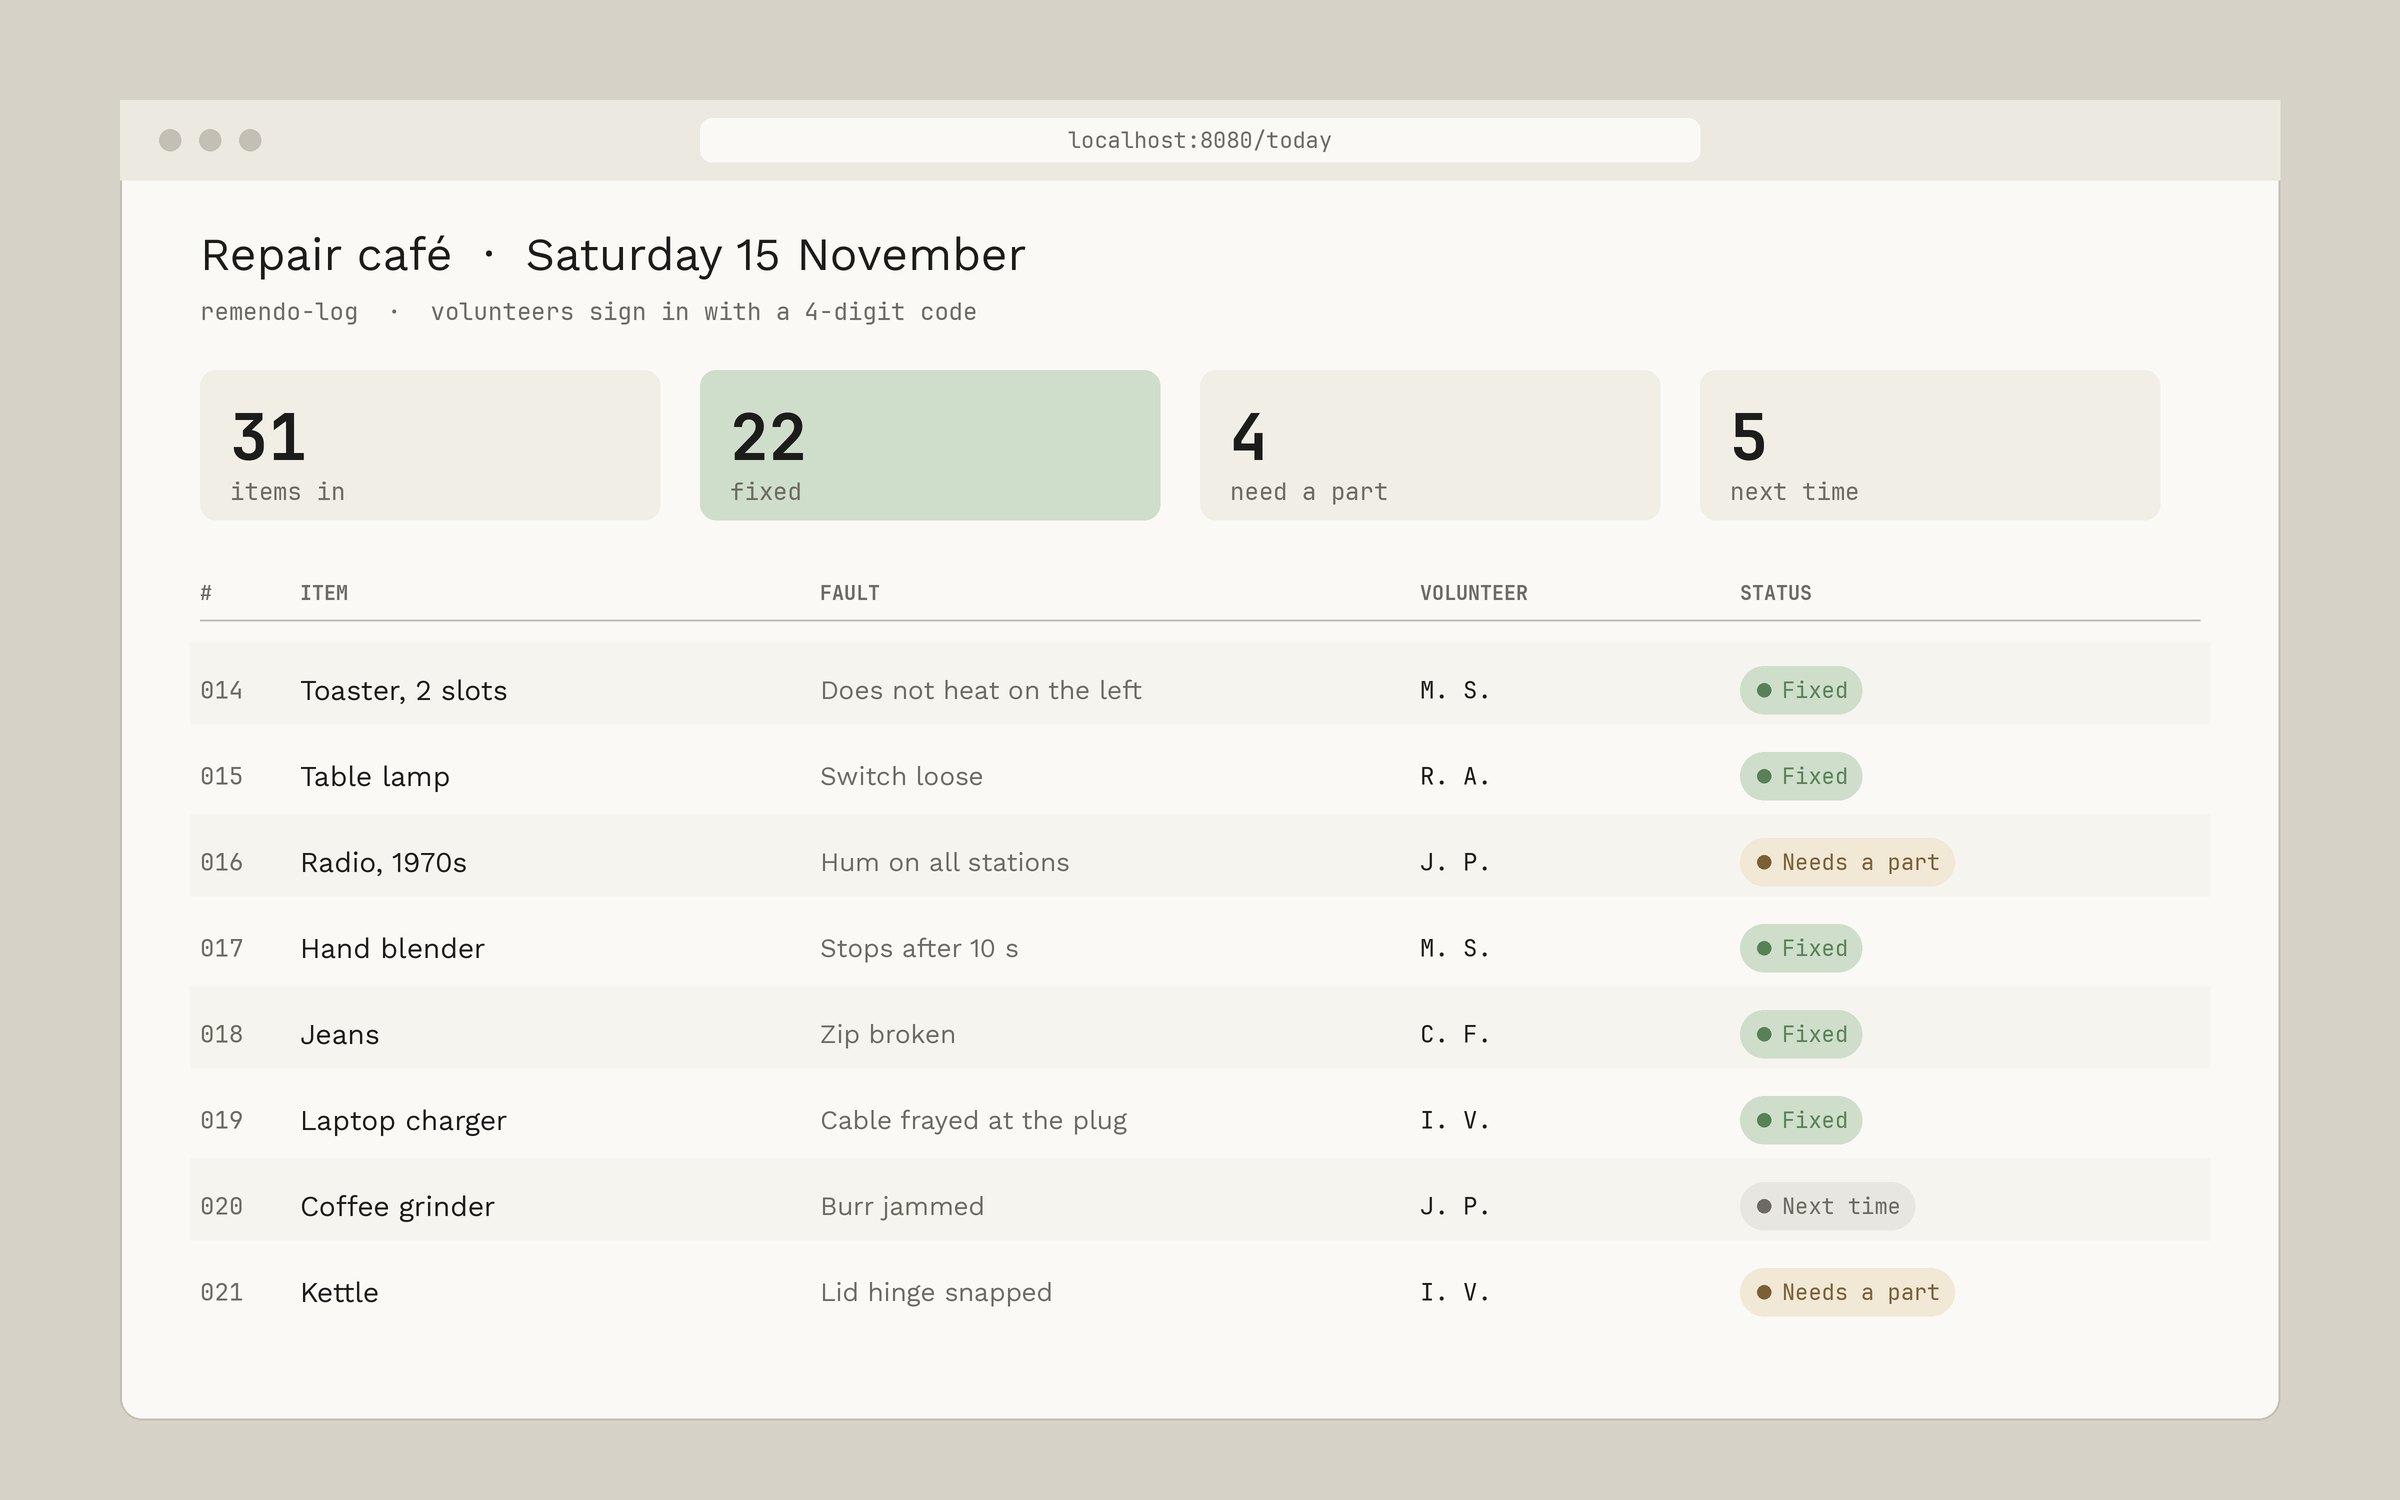 localhost:8080/today
Repair café · Saturday 15 November
remendo-log · volunteers sign in with a 4-digit code
31 22 4 5
items in fixed need a part next time
# ITEM FAULT VOLUNTEER STATUS
014 Toaster, 2 slots Does not heat on the left M. S. Fixed
015 Table lamp Switch loose R. A. Fixed
016 Radio, 1970s Hum on all stations J. P. Needs a part
017 Hand blender Stops after 10 s M. S. Fixed
018 Jeans Zip broken C. F. Fixed
019 Laptop charger Cable frayed at the plug I. V. Fixed
020 Coffee grinder Burr jammed J. P. Next time
021 Kettle Lid hinge snapped I. V. Needs a part